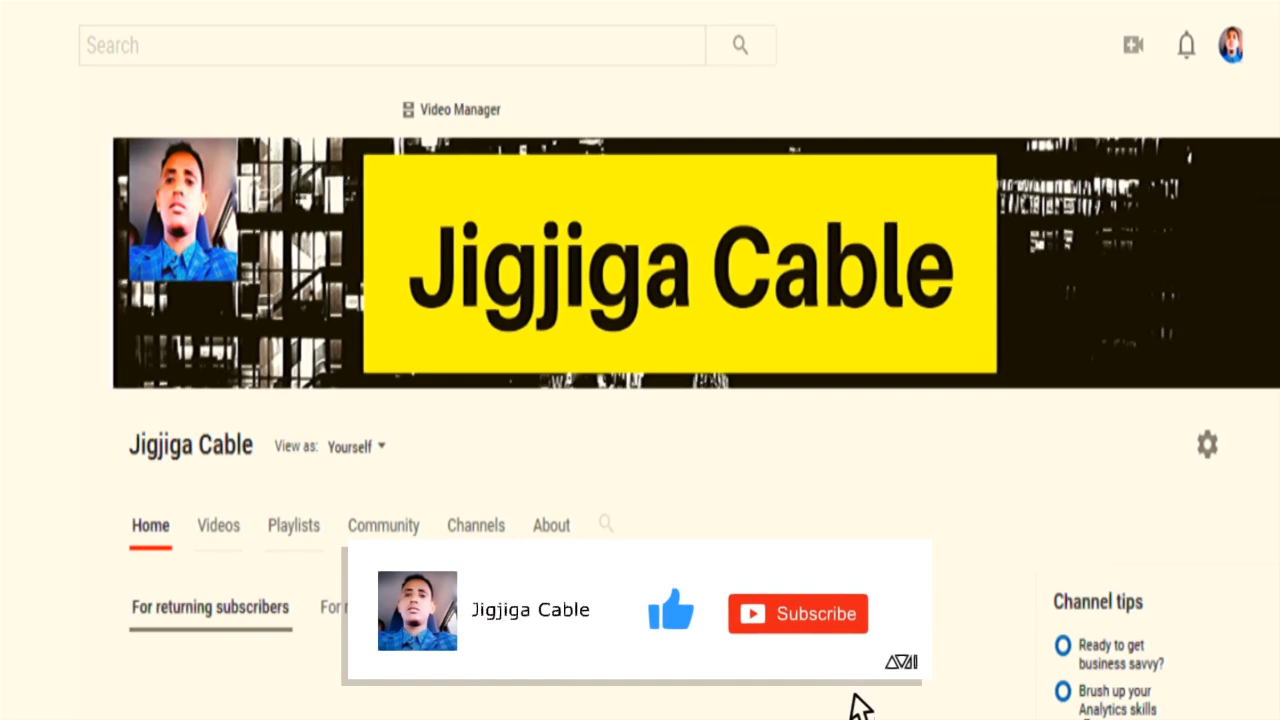 Search
Video Manager
Jigjiga Cable
Jigjiga Cable View as: Yourself
Home Videos Playlists Community Channels About
For returning subscribers For
Jigjiga Cable Subscribe
Channel tips
Ready to get
business savvy?
Brush up your
Analytics skills